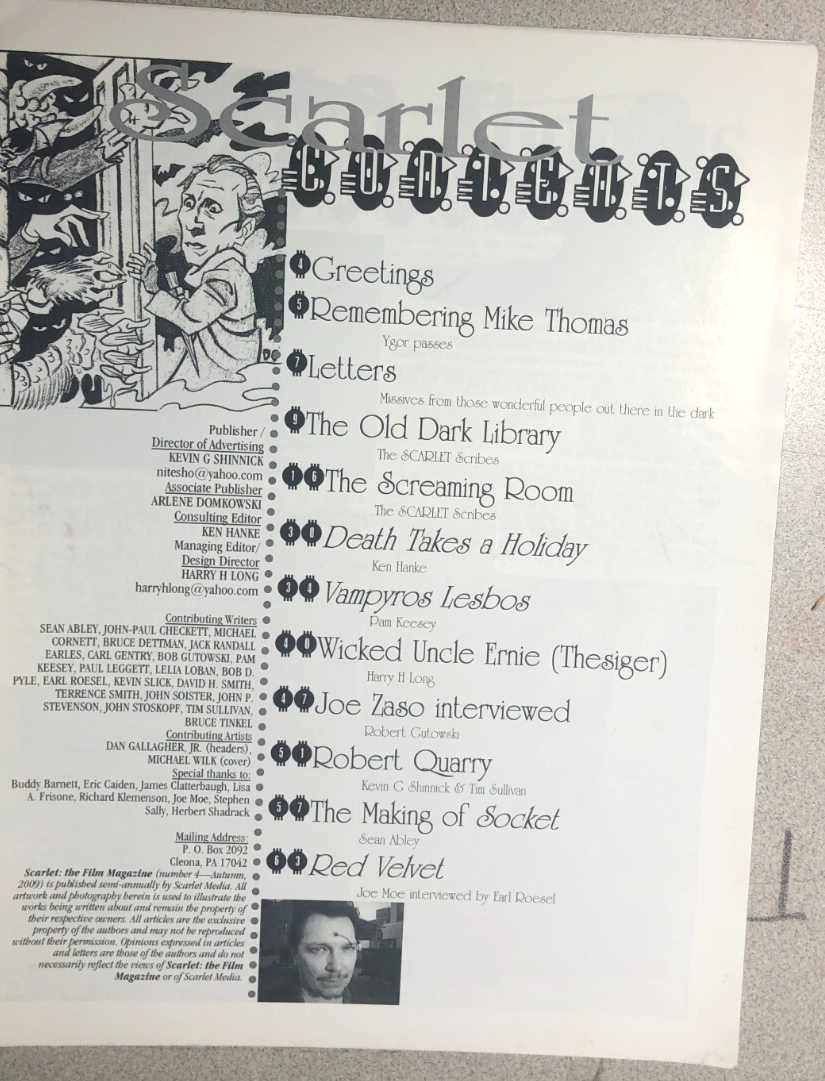 Scarlet
CONTENTS
4 Greetings
5 Remembering Mike Thomas
Ygor passes
7 Letters
Missives from those wonderful people out there in the dark
9 The Old Dark Library
The SCARLET Scribes
16 The Screaming Room
The SCARLET Scribes
30 Death Takes a Holiday
Ken Hanke
34 Vampyros Lesbos
Pam Keesey
40 Wicked Uncle Ernie (Thesiger)
Harry H Long
47 Joe Zaso interviewed
Robert Gutowski
51 Robert Quarry
Kevin G Shinnick & Tim Sullivan
57 The Making of Socket
Sean Abley
63 Red Velvet
Joe Moe interviewed by Earl Roesel
Publisher /
Director of Advertising
KEVIN G SHINNICK
nitesho@yahoo.com
Associate Publisher
ARLENE DOMKOWSKI
Consulting Editor
KEN HANKE
Managing Editor/
Design Director
HARRY H LONG
harryhlong@yahoo.com
Contributing Writers
SEAN ABLEY, JOHN-PAUL CHECKETT, MICHAEL
CORNETT, BRUCE DETTMAN, JACK RANDALL
EARLES, CARL GENTRY, BOB GUTOWSKI, PAM
KEESEY, PAUL LEGGETT, LELIA LOBAN, BOB D.
PYLE, EARL ROESEL, KEVIN SLICK, DAVID H. SMITH,
TERRENCE SMITH, JOHN SOISTER, JOHN P.
STEVENSON, JOHN STOSKOPF, TIM SULLIVAN,
BRUCE TINKEL
Contributing Artists
DAN GALLAGHER, JR. (headers),
MICHAEL WILK (cover)
Special thanks to:
Buddy Barnett, Eric Caiden, James Clatterbaugh, Lisa
A. Frisone, Richard Klemenson, Joe Moe, Stephen
Sally, Herbert Shadrack
Mailing Address:
P. O. Box 2092
Cleona, PA 17042
Scarlet: the Film Magazine (number 4—Autumn,
2009) is published semi-annually by Scarlet Media. All
artwork and photography herein is used to illustrate the
works being written about and remain the property of
their respective owners. All articles are the exclusive
property of the authors and may not be reproduced
without their permission. Opinions expressed in articles
and letters are those of the authors and do not
necessarily reflect the views of Scarlet: the Film
Magazine or of Scarlet Media.